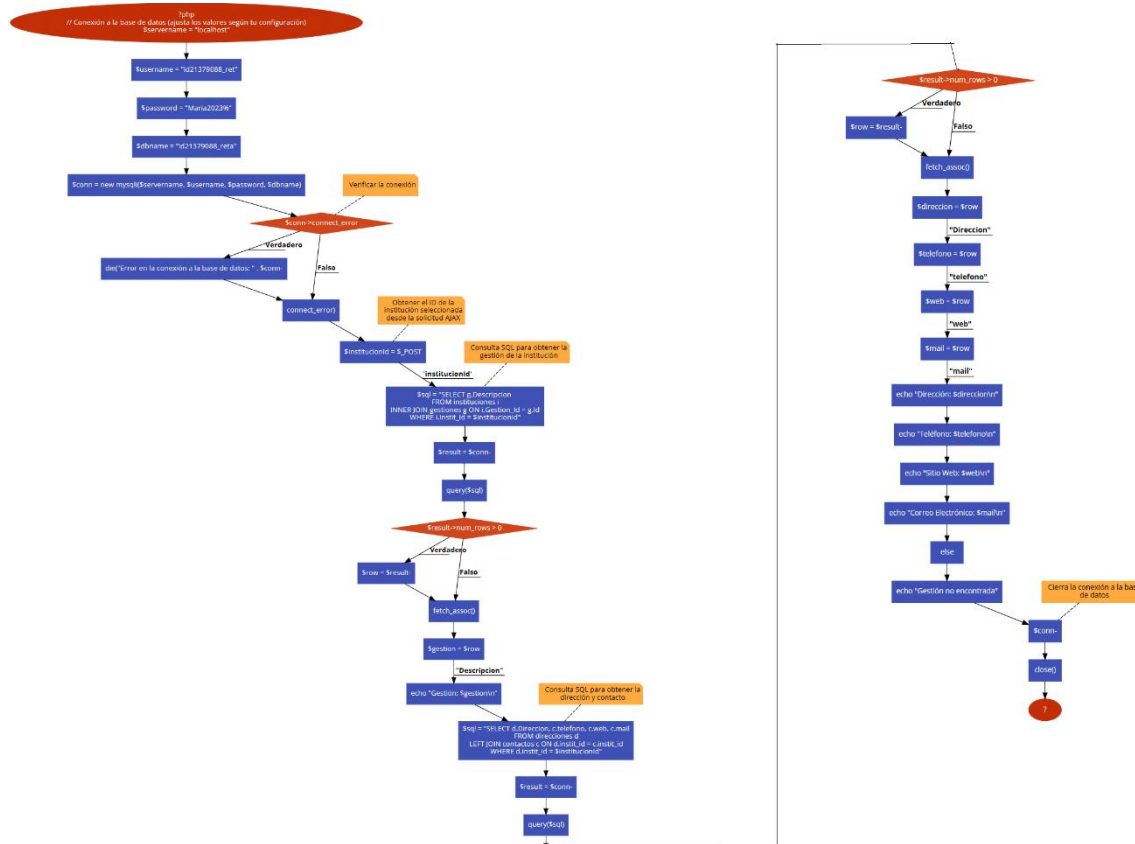 ?php
// Conexión a la base de datos (ajusta los valores según tu configuración)
$servername = "localhost"
$username = "id21379088_ret"
$password = "Maria2023%"
$dbname = "id21379088_reta"
$conn = new mysqli($servername, $username, $password, $dbname)
Verificar la conexión
$conn->connect_error
Verdadero
die("Error en la conexión a la base de datos: " . $conn-
Falso
connect_error)
Obtener el ID de la
institución seleccionada
desde la solicitud AJAX
$institucionId = $_POST
'institucionId'
Consulta SQL para obtener la
gestión de la institución
$sql = "SELECT g.Descripcion
FROM instituciones i
INNER JOIN gestiones g ON i.Gestion_Id = g.id
WHERE i.instit_Id = $institucionId"
$result = $conn-
query($sql)
$result->num_rows > 0
Verdadero
$row = $result-
Falso
fetch_assoc()
$gestion = $row
"Descripcion"
echo "Gestión: $gestion\n"
Consulta SQL para obtener la
dirección y contacto
$sql = "SELECT d.Direccion, c.telefono, c.web, c.mail
FROM direcciones d
LEFT JOIN contactos c ON d.instit_id = c.instit_id
WHERE d.instit_id = $institucionId"
$result = $conn-
query($sql)
$result->num_rows > 0
Verdadero
$row = $result-
Falso
fetch_assoc()
$direccion = $row
"Direccion"
$telefono = $row
"telefono"
$web = $row
"web"
$mail = $row
"mail"
echo "Dirección: $direccion\n"
echo "Teléfono: $telefono\n"
echo "Sitio Web: $web\n"
echo "Correo Electrónico: $mail\n"
else
echo "Gestión no encontrada"
Cierra la conexión a la base
de datos
$conn-
close()
?